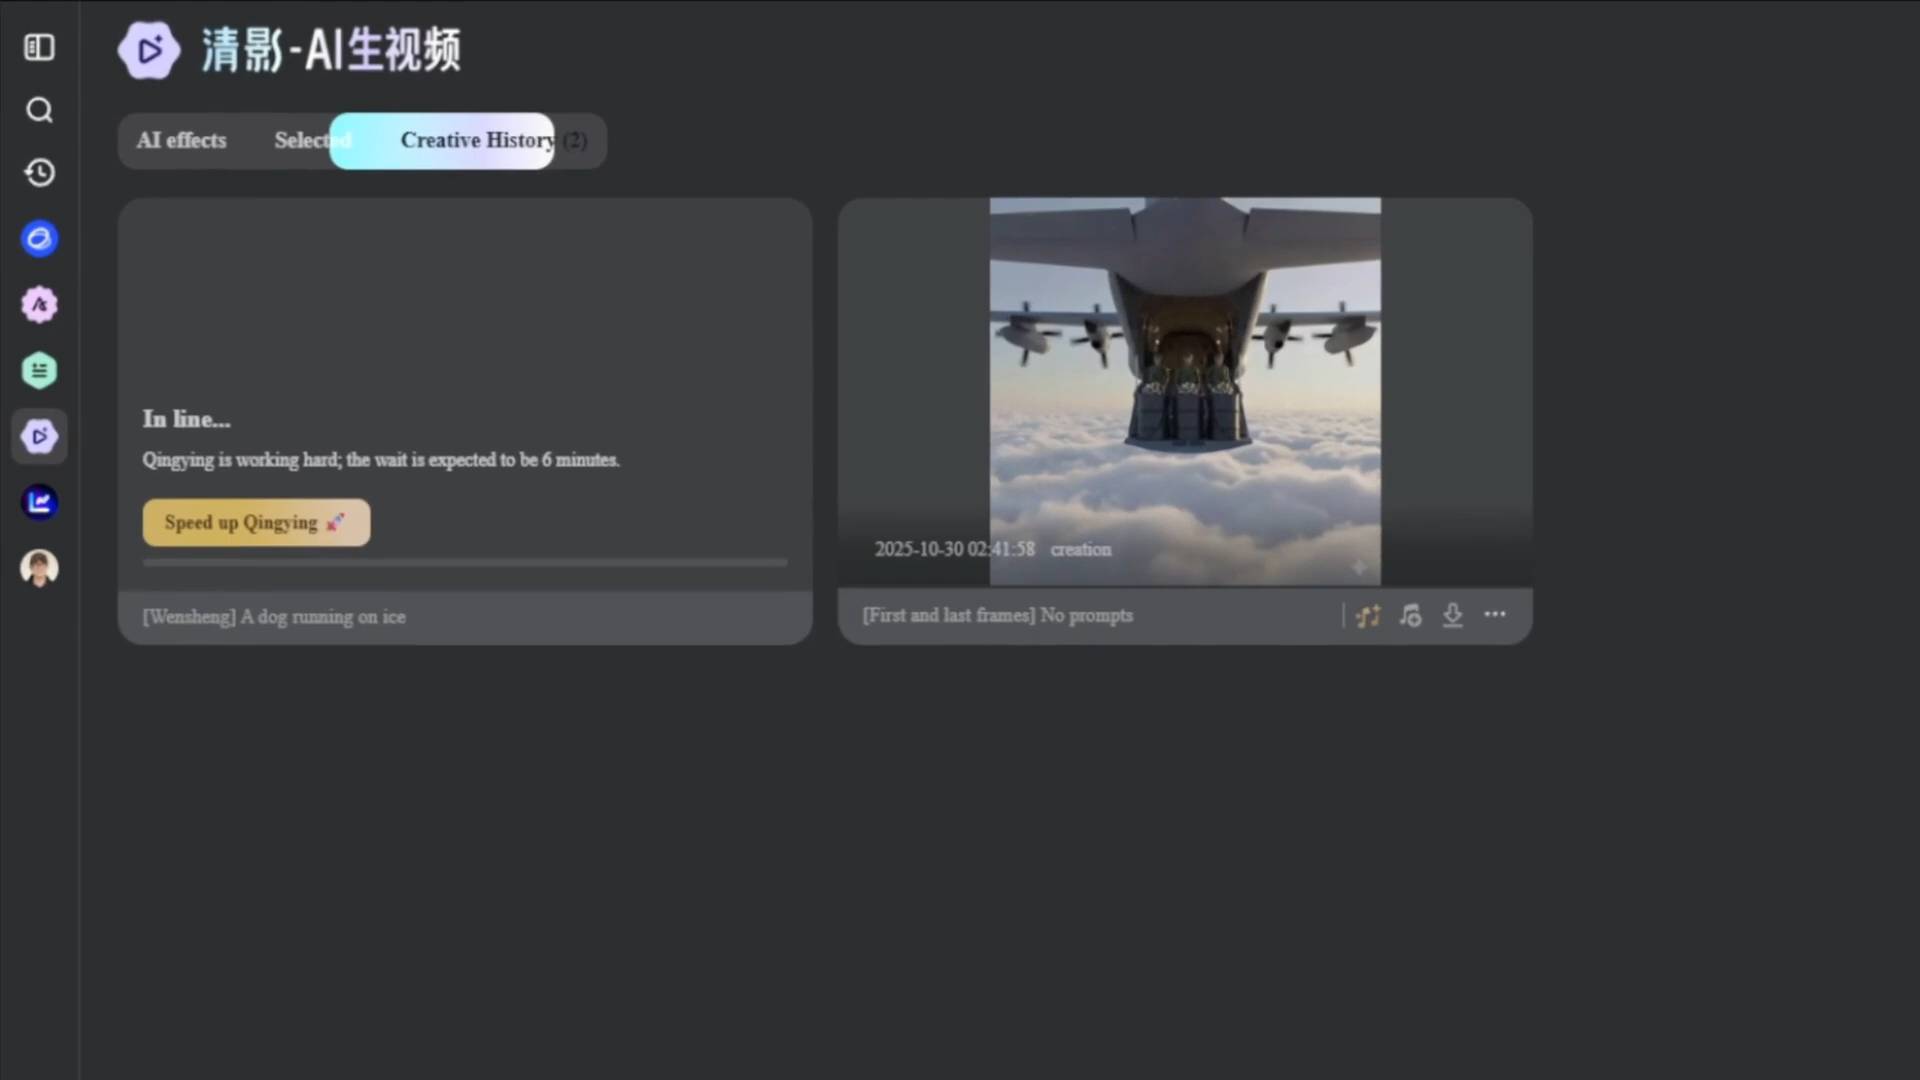 清影-AI生视频
AI effects Selected Creative History (2)
In line...
Qingying is working hard; the wait is expected to be 6 minutes.
Speed up Qingying
[Wensheng] A dog running on ice
2025-10-30 02:41:58 creation
[First and last frames] No prompts